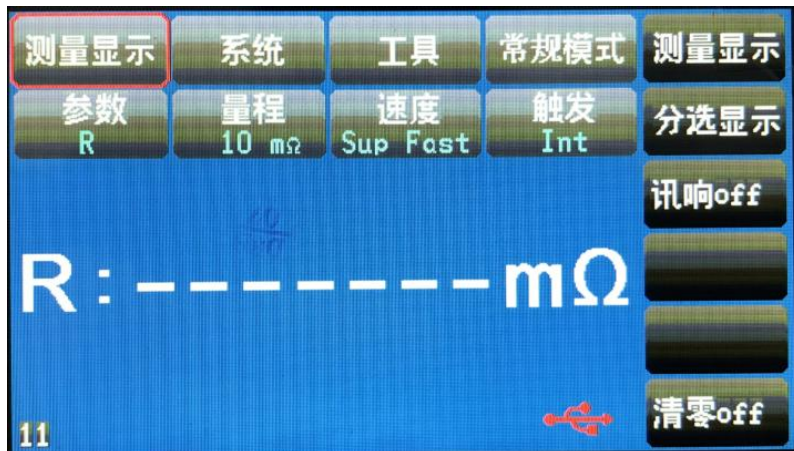 测量显示 系统 工具 常规模式 测量显示
参数 量程 速度 触发 分选显示
R 10 mΩ Sup Fast Int
讯响off
R:-------mΩ
清零off
11